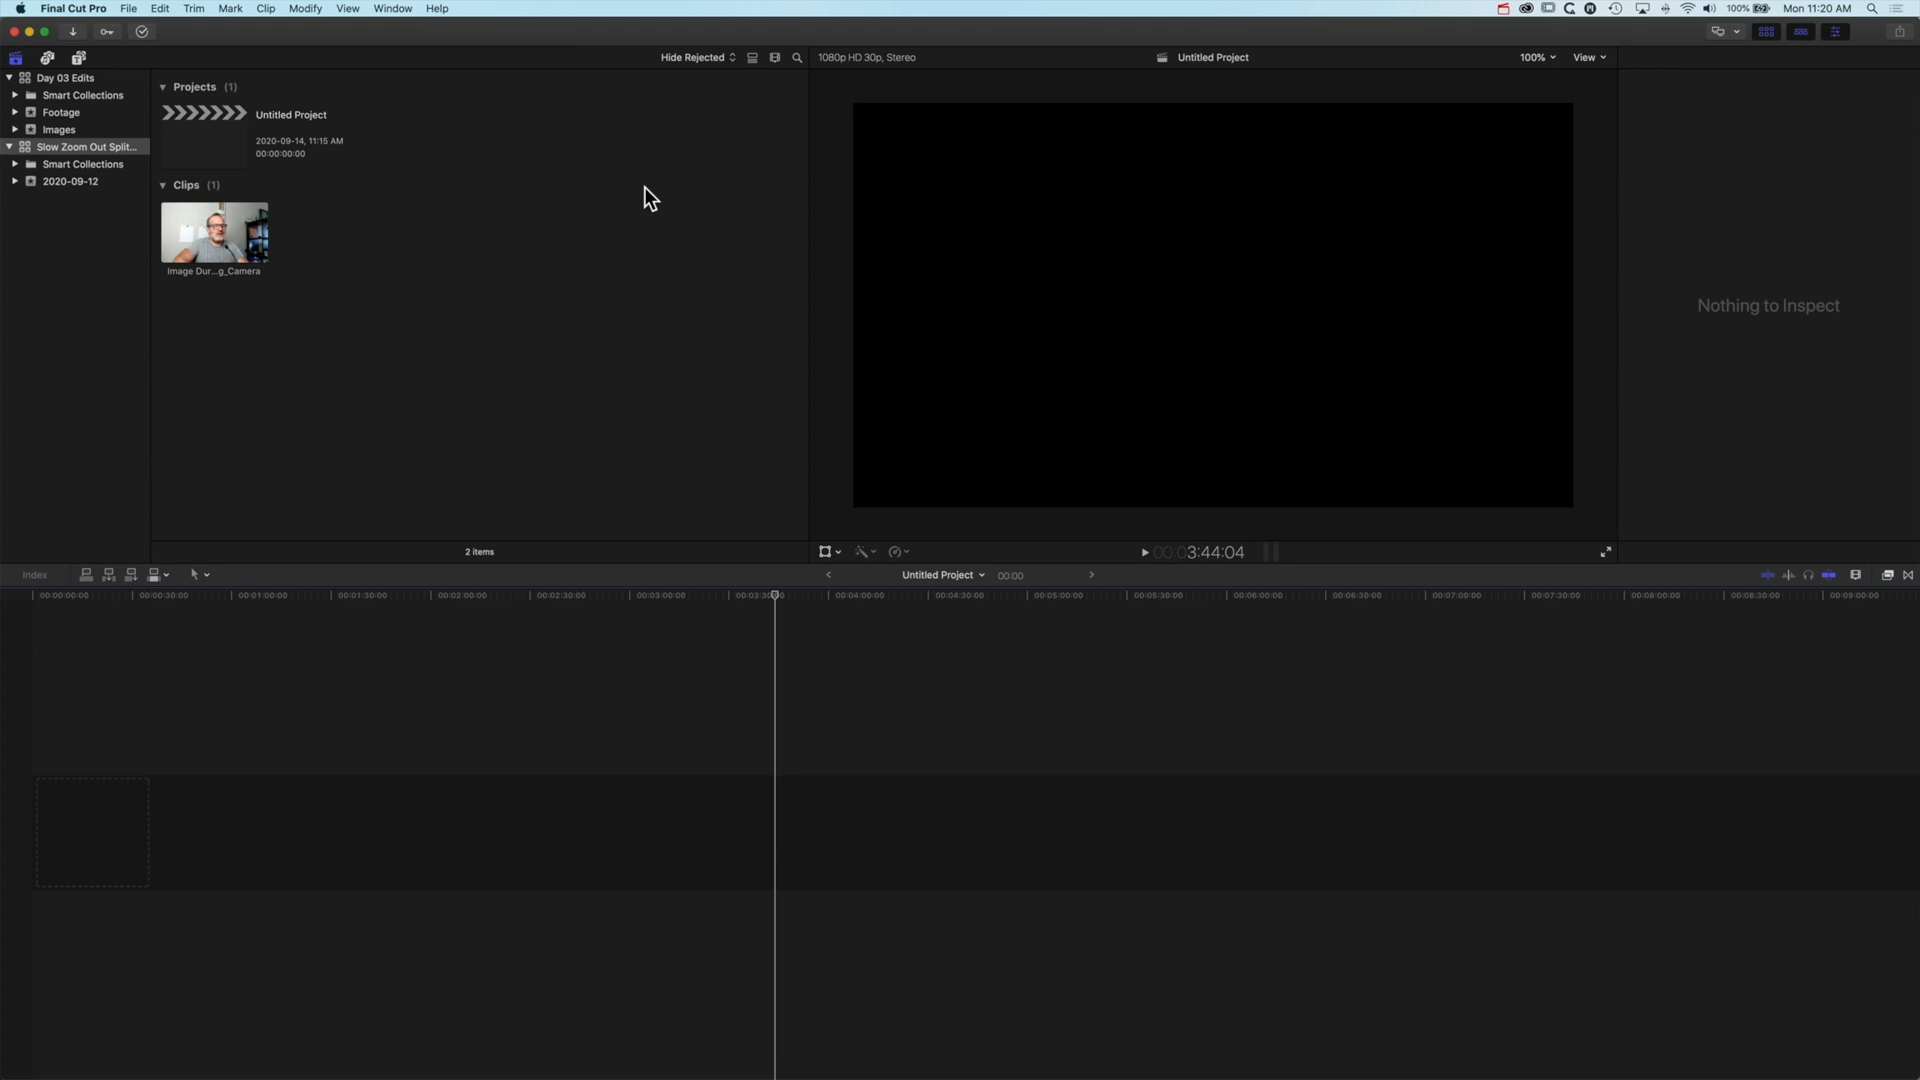 Final Cut Pro File Edit Trim Mark Clip Modify View Window Help 100% Mon 11:20 AM
Hide Rejected 1080p HD 30p, Stereo Untitled Project 100% View
Day 03 Edits
Smart Collections
Footage
Images
Slow Zoom Out Split...
Smart Collections
2020-09-12
Projects (1)
Untitled Project
2020-09-14, 11:15 AM
00:00:00:00
Clips (1)
Image Dur...g_Camera
Nothing to Inspect
2 items
00:00:03:44:04
Index
Untitled Project 00:00
00:00:00:00 00:00:30:00 00:01:00:00 00:01:30:00 00:02:00:00 00:02:30:00 00:03:00:00 00:03:30:00 00:04:00:00 00:04:30:00 00:05:00:00 00:05:30:00 00:06:00:00 00:06:30:00 00:07:00:00 00:07:30:00 00:08:00:00 00:08:30:00 00:09:00:00